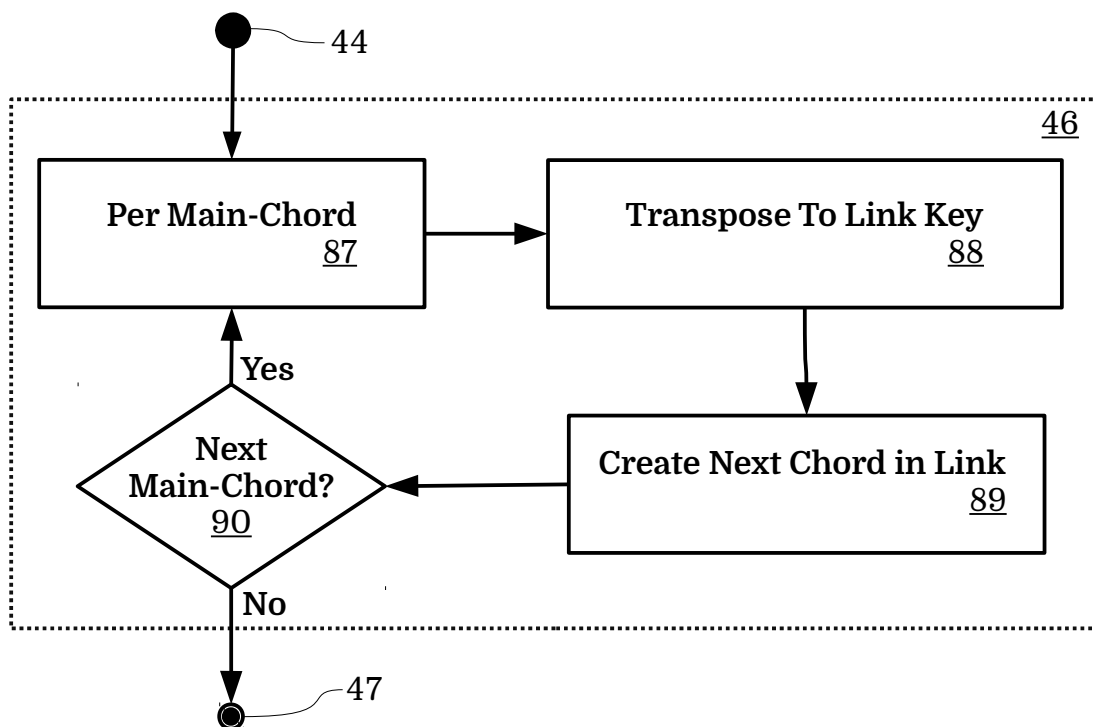 44
46
Per Main-Chord
87
Transpose To Link Key
88
Yes
Next
Main-Chord?
90
Create Next Chord in Link
89
No
47